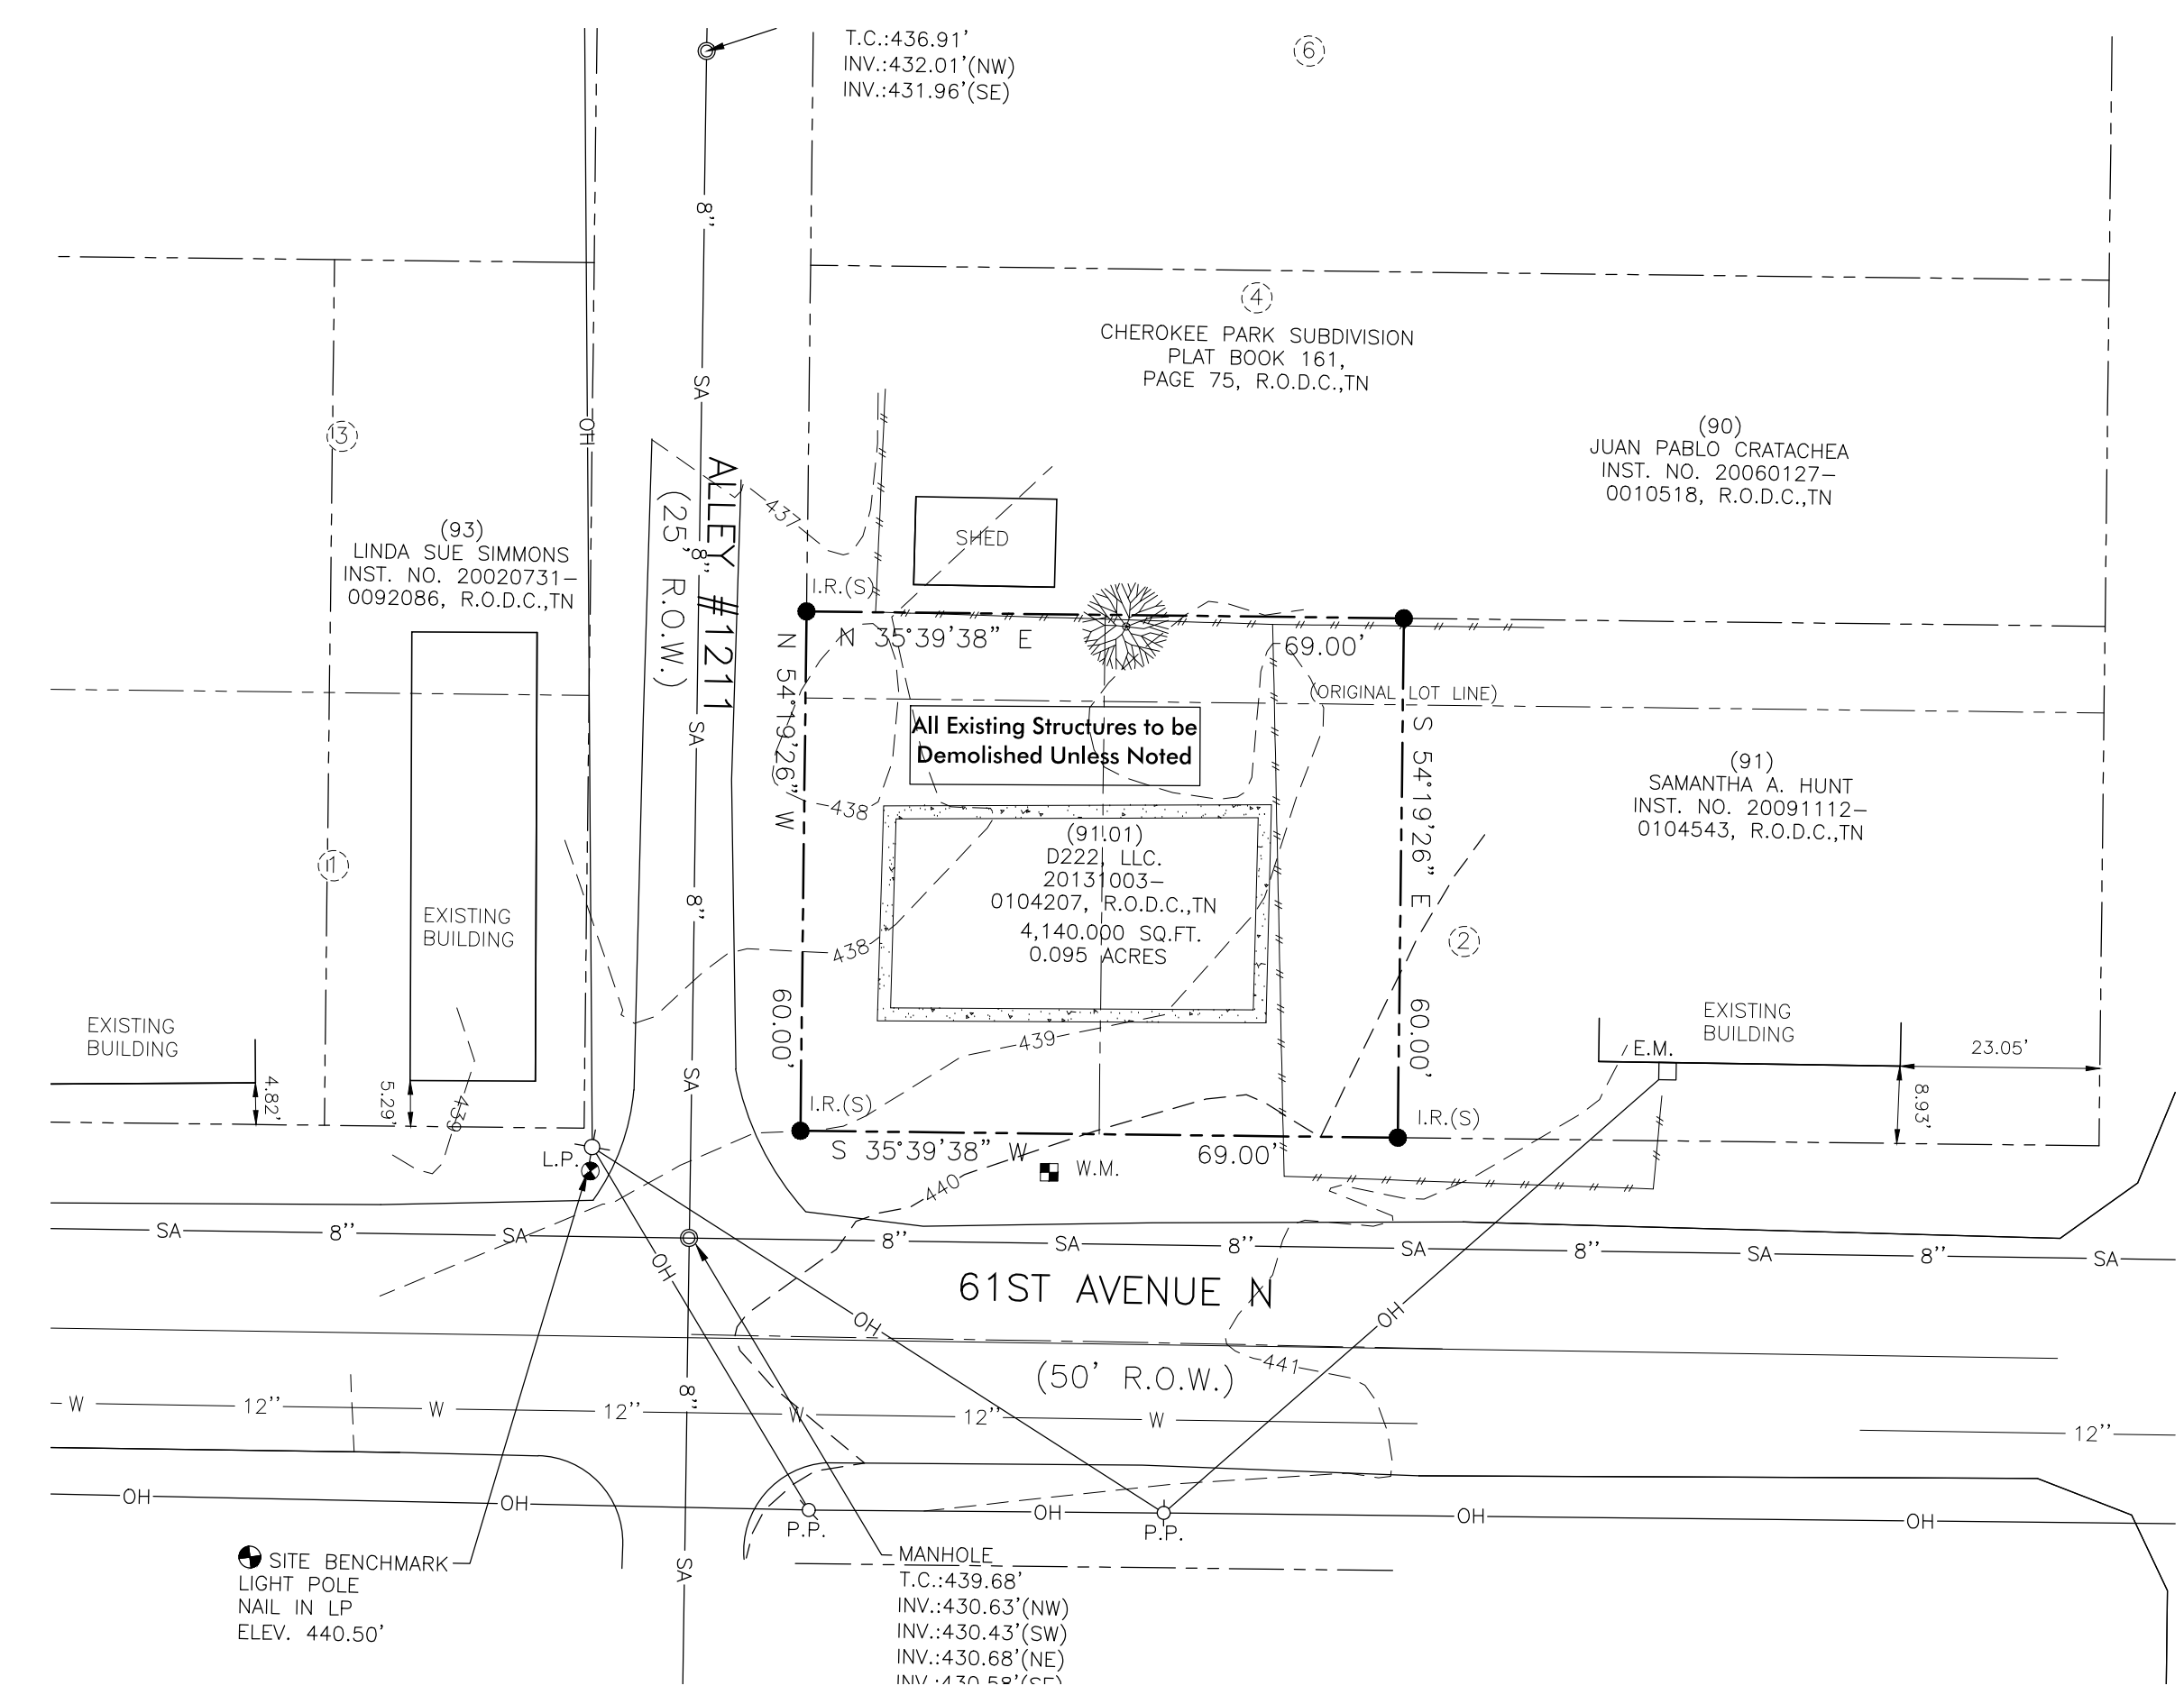 T.C.:436.91'
INV.:432.01'(NW)
INV.:431.96'(SE)
6
8''
SA
OH
4
CHEROKEE PARK SUBDIVISION
PLAT BOOK 161,
PAGE 75, R.O.D.C.,TN
3
(90)
JUAN PABLO CRATACHEA
INST. NO. 20060127-
0010518, R.O.D.C.,TN
(93)
LINDA SUE SIMMONS
INST. NO. 20020731-
0092086, R.O.D.C.,TN
ALLEY #1211
(25' R.O.W.)
8''
437
SHED
I.R.(S)
N 35°39'38" E
69.00'
N 54°19'26" W
60.00'
(ORIGINAL LOT LINE)
All Existing Structures to be
Demolished Unless Noted
S 54°19'26" E
60.00'
SA
438
(91.01)
D222, LLC.
20131003-
0104207, R.O.D.C.,TN
4,140.000 SQ.FT.
0.095 ACRES
(91)
SAMANTHA A. HUNT
INST. NO. 20091112-
0104543, R.O.D.C.,TN
1
8''
438
2
EXISTING
BUILDING
EXISTING
BUILDING
EXISTING
BUILDING
E.M.
23.05'
439
SA
4.82'
5.29'
439
8.93'
I.R.(S)
I.R.(S)
S 35°39'38" W
69.00'
L.P.
440
W.M.
SA
8''
SA
8''
SA
8''
SA
8''
SA
8''
SA
OH
61ST AVENUE N
OH
OH
441
(50' R.O.W.)
8''
W
12''
W
12''
W
12''
W
12''
OH
OH
OH
OH
OH
P.P.
P.P.
SA
SITE BENCHMARK
LIGHT POLE
NAIL IN LP
ELEV. 440.50'
MANHOLE
T.C.:439.68'
INV.:430.63'(NW)
INV.:430.43'(SW)
INV.:430.68'(NE)
INV.:430.58'(SE)